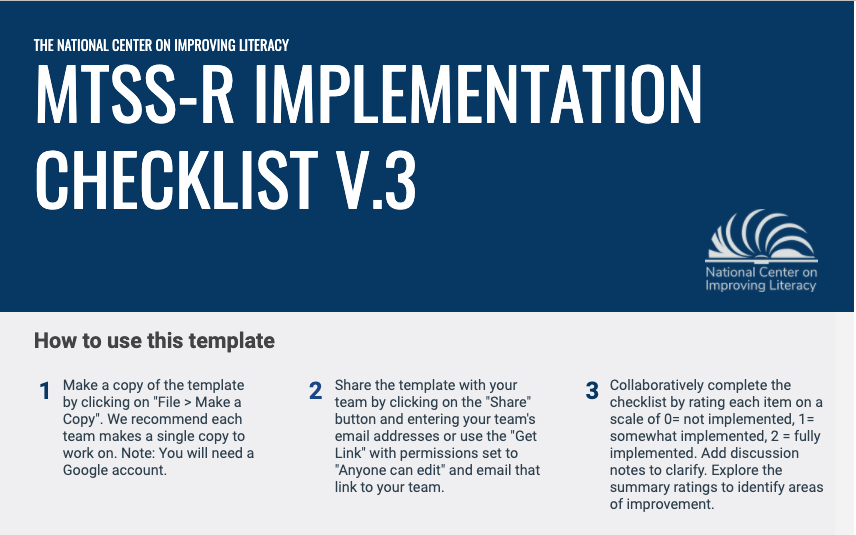 THE NATIONAL CENTER ON IMPROVING LITERACY
MTSS-R IMPLEMENTATION
CHECKLIST V.3
National Center on
Improving Literacy
How to use this template
1
Make a copy of the template
by clicking on "File > Make a
Copy". We recommend each
team makes a single copy to
work on. Note: You will need a
Google account.
2
Share the template with your
team by clicking on the "Share"
button and entering your team's
email addresses or use the "Get
Link" with permissions set to
"Anyone can edit" and email that
link to your team.
3
Collaboratively complete the
checklist by rating each item on a
scale of 0= not implemented, 1=
somewhat implemented, 2 = fully
implemented. Add discussion
notes to clarify. Explore the
summary ratings to identify areas
of improvement.